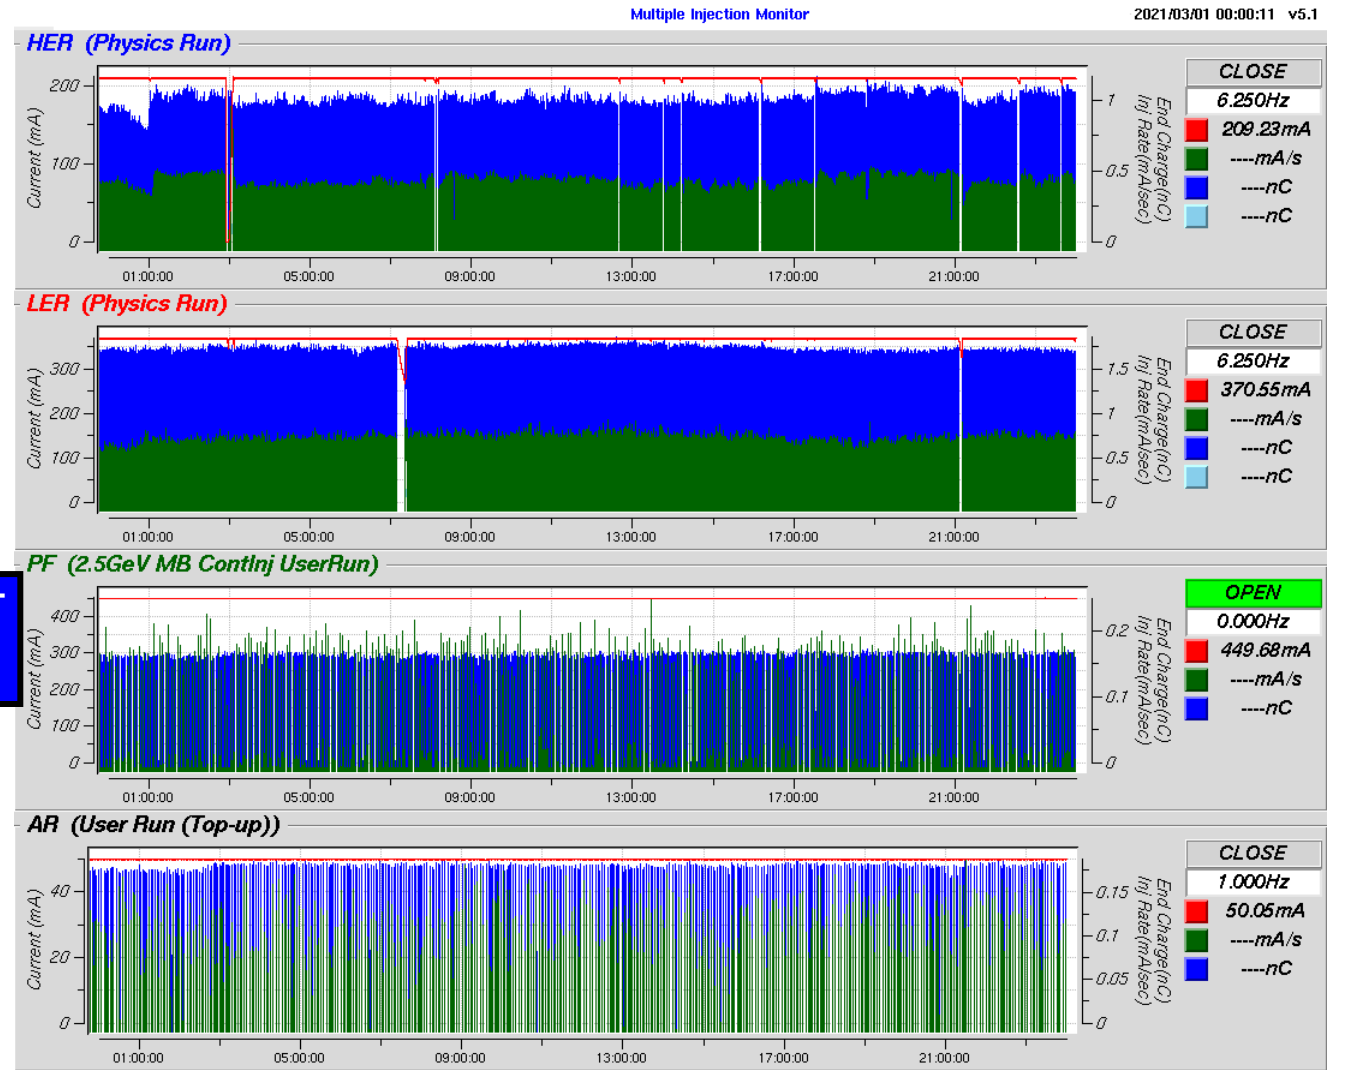 Multiple Injection Monitor
2021/03/01 00:00:11 v5.1
HER (Physics Run)
Current (mA)
200
100
0
1
0.5
0
End Charge(nC)
Inj Rate(mA/sec)
01:00:00 05:00:00 09:00:00 13:00:00 17:00:00 21:00:00
CLOSE
6.250Hz
209.23mA
----mA/s
----nC
----nC
LER (Physics Run)
Current (mA)
300
200
100
0
1.5
1
0.5
0
End Charge(nC)
Inj Rate(mA/sec)
01:00:00 05:00:00 09:00:00 13:00:00 17:00:00 21:00:00
CLOSE
6.250Hz
370.55mA
----mA/s
----nC
----nC
PF (2.5GeV MB ContInj UserRun)
Current (mA)
400
300
200
100
0
0.2
0.1
0
End Charge(nC)
Inj Rate(mA/sec)
01:00:00 05:00:00 09:00:00 13:00:00 17:00:00 21:00:00
OPEN
0.000Hz
449.68mA
----mA/s
----nC
AR (User Run (Top-up))
Current (mA)
40
20
0
0.15
0.1
0.05
0
End Charge(nC)
Inj Rate(mA/sec)
01:00:00 05:00:00 09:00:00 13:00:00 17:00:00 21:00:00
CLOSE
1.000Hz
50.05mA
----mA/s
----nC